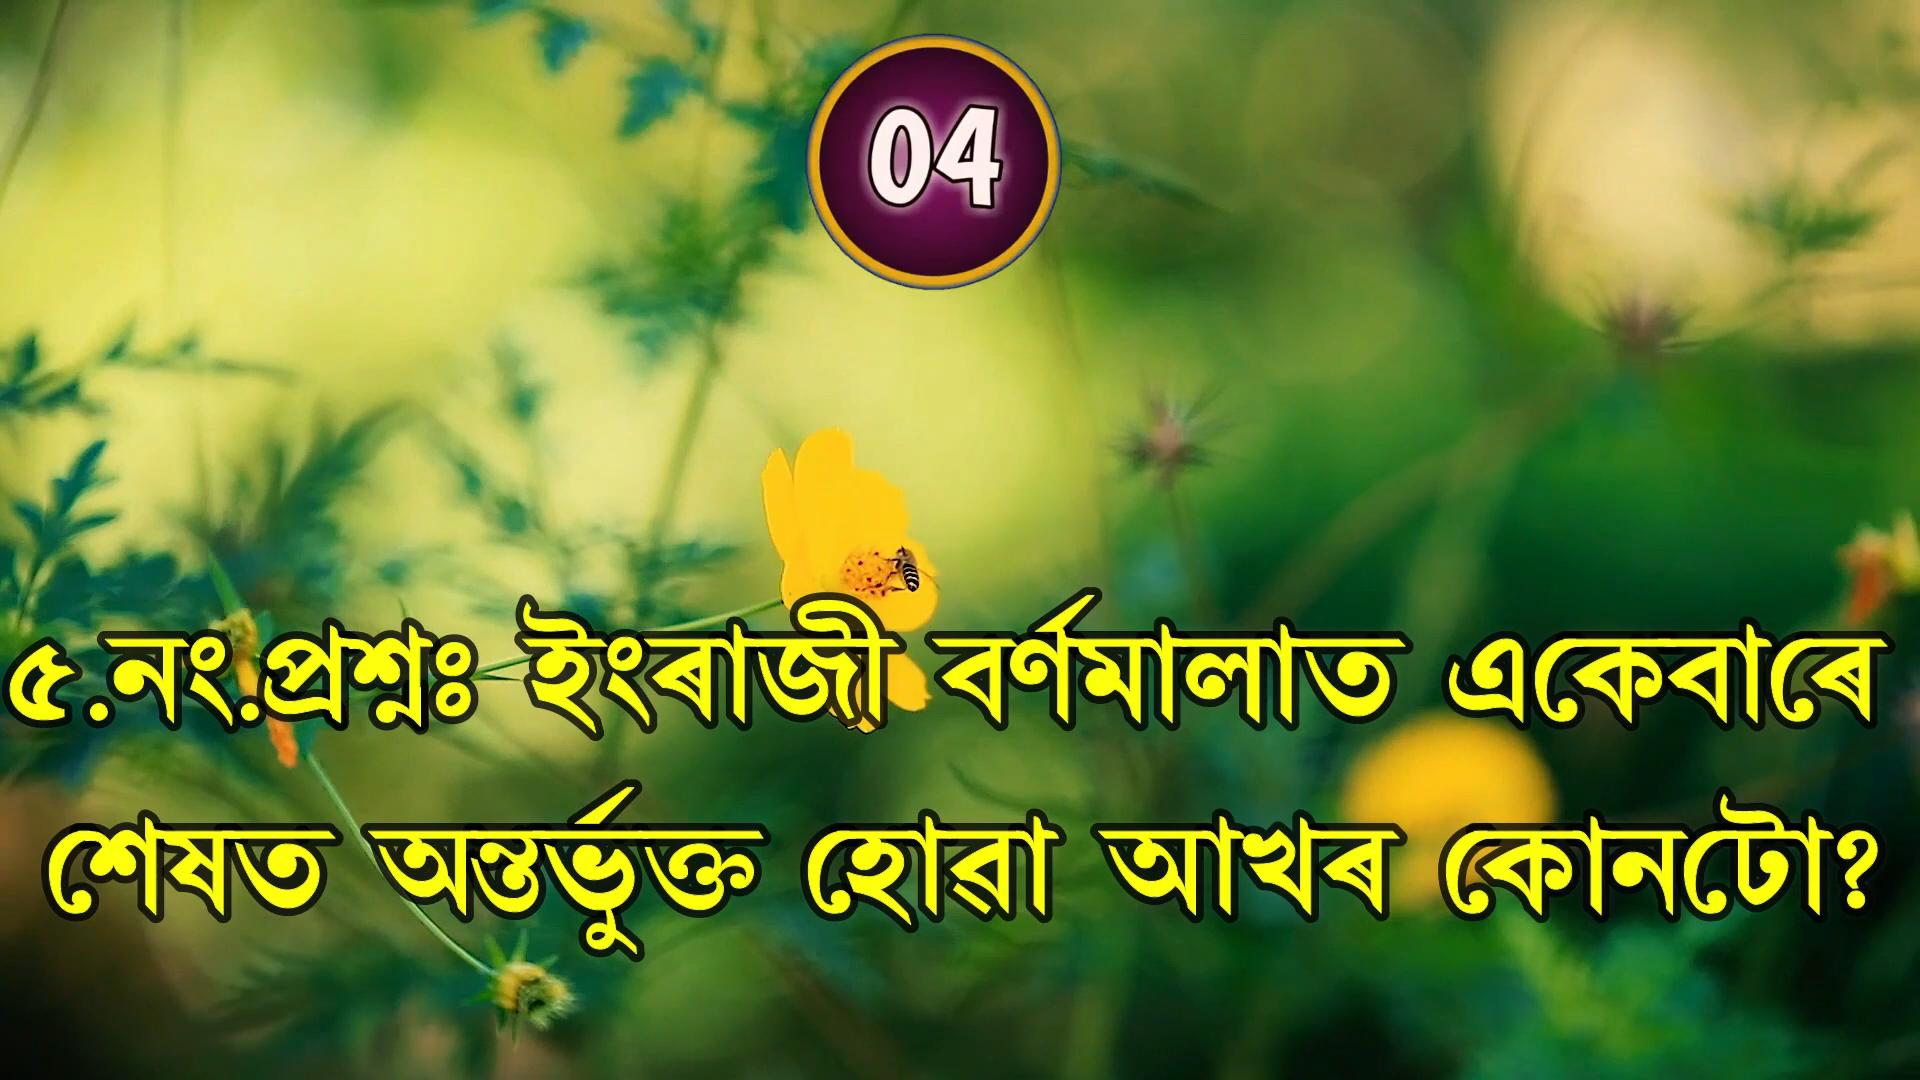 04
৫.নং.প্ৰশ্নঃ ইংৰাজী বৰ্ণমালাত একেবাৰে
শেষত অন্তৰ্ভুক্ত হোৱা আখৰ কোনটো?